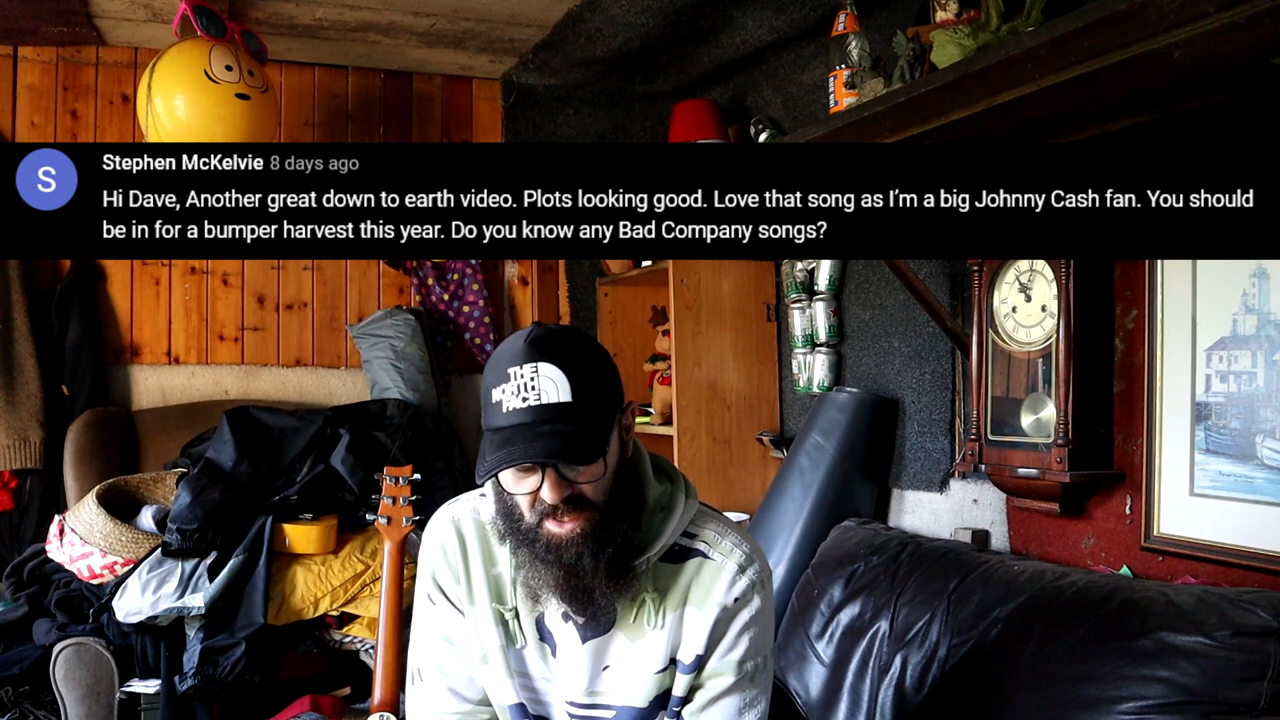 Stephen McKelvie 8 days ago
S
Hi Dave, Another great down to earth video. Plots looking good. Love that song as I'm a big Johnny Cash fan. You should
be in for a bumper harvest this year. Do you know any Bad Company songs?
THE
NORTH
FACE